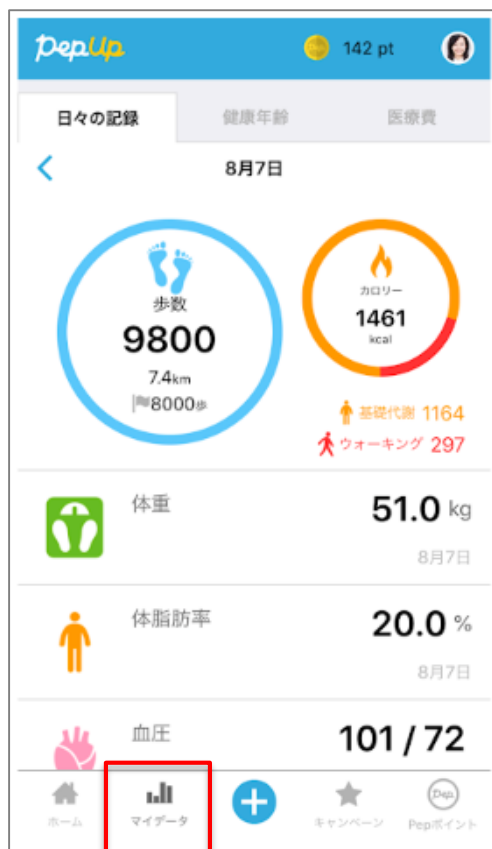 PepUp
142 pt
日々の記録
健康年齢
医療費
8月7日
歩数
9800
7.4km
8000歩
カロリー
1461
kcal
基礎代謝 1164
ウォーキング 297
体重
51.0 kg
8月7日
体脂肪率
20.0 %
8月7日
血圧
101 / 72
ホーム
マイデータ
キャンペーン
Pep
Pepポイント